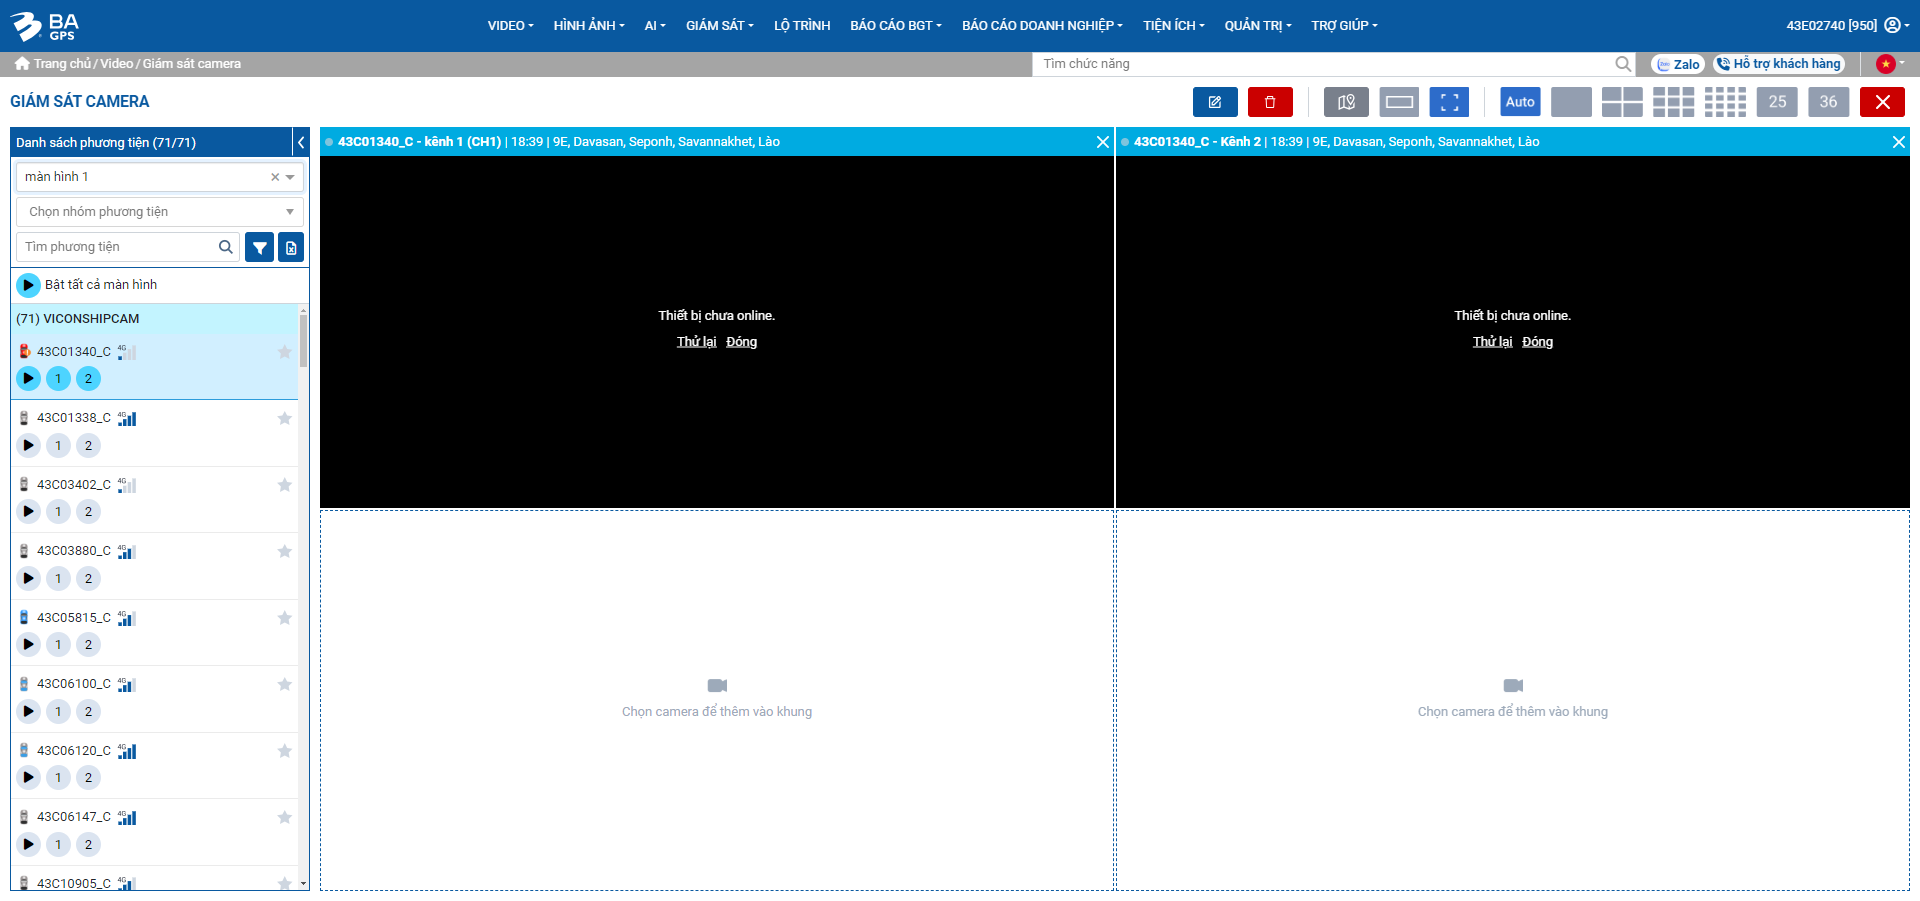 BA GPS
VIDEO HÌNH ẢNH AI GIÁM SÁT LỘ TRÌNH BÁO CÁO BGT BÁO CÁO DOANH NGHIỆP TIỆN ÍCH QUẢN TRỊ TRỢ GIÚP
43E02740 [950]
Trang chủ / Video / Giám sát camera
Tìm chức năng
Zalo
Hỗ trợ khách hàng
GIÁM SÁT CAMERA
Auto
25
36
Danh sách phương tiện (71/71)
màn hình 1
Chọn nhóm phương tiện
Tìm phương tiện
Bật tất cả màn hình
(71) VICONSHIPCAM
43C01340_C 4G
1 2
43C01338_C 4G
1 2
43C03402_C 4G
1 2
43C03880_C 4G
1 2
43C05815_C 4G
1 2
43C06100_C 4G
1 2
43C06120_C 4G
1 2
43C06147_C 4G
1 2
43C10905_C 4G
43C01340_C - kênh 1 (CH1) | 18:39 | 9E, Davasan, Seponh, Savannakhet, Lào
Thiết bị chưa online.
Thử lại Đóng
43C01340_C - Kênh 2 | 18:39 | 9E, Davasan, Seponh, Savannakhet, Lào
Thiết bị chưa online.
Thử lại Đóng
Chọn camera để thêm vào khung
Chọn camera để thêm vào khung